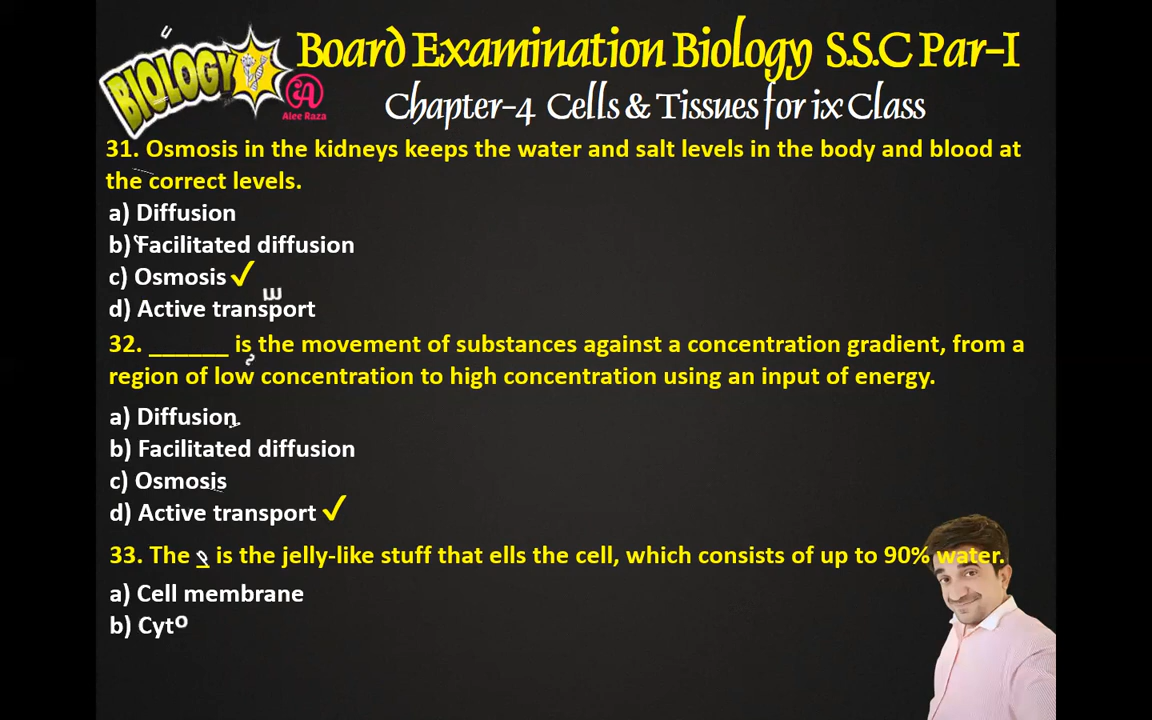 BIOLOGY
Alee Raza
Board Examination Biology S.S.C Par-I
Chapter-4 Cells & Tissues for ix Class
31. Osmosis in the kidneys keeps the water and salt levels in the body and blood at
the correct levels.
a) Diffusion
b) Facilitated diffusion
c) Osmosis ✓
d) Active transport
32. ______ is the movement of substances against a concentration gradient, from a
region of low concentration to high concentration using an input of energy.
a) Diffusion
b) Facilitated diffusion
c) Osmosis
d) Active transport ✓
33. The _ is the jelly-like stuff that ells the cell, which consists of up to 90% water.
a) Cell membrane
b) Cyto